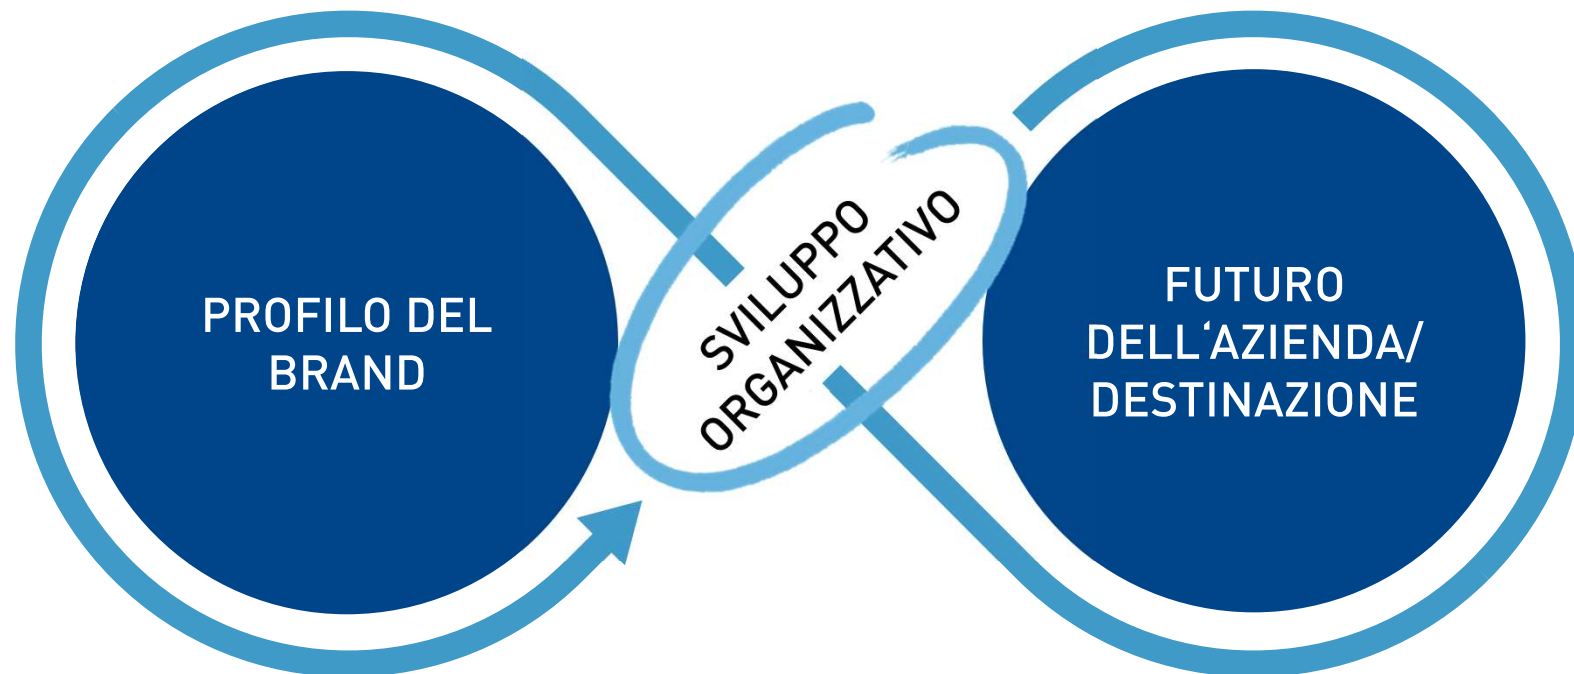 PROFILO DEL
BRAND
SVILUPPO
ORGANIZZATIVO
FUTURO
DELL‘AZIENDA/
DESTINAZIONE